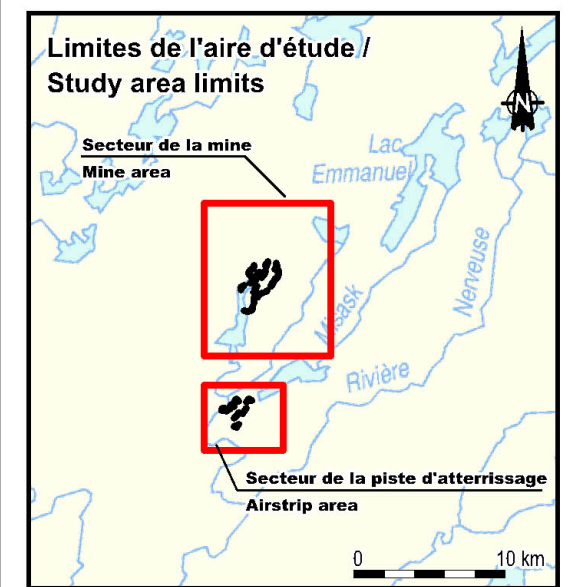 Limites de l'aire d'étude /
Study area limits
N
Secteur de la mine
Mine area
Lac
Emmanuel
Misask
Nerveuse
Rivière
Secteur de la piste d'atterrissage
Airstrip area
0 10 km